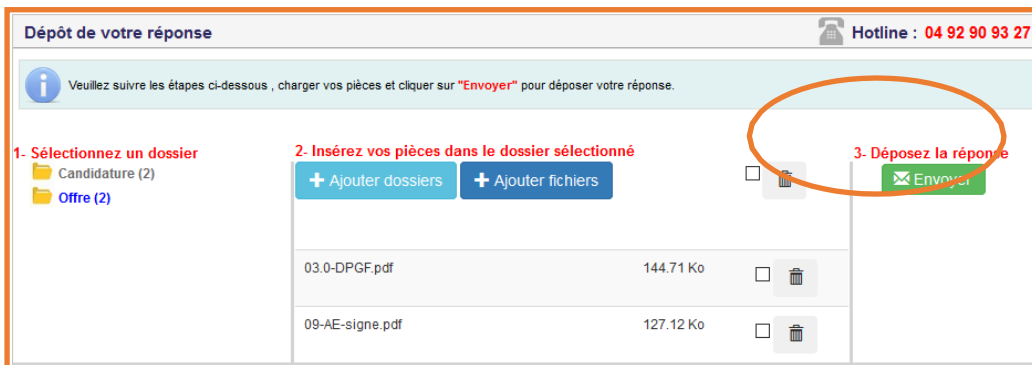 Dépôt de votre réponse
Hotline : 04 92 90 93 27
Veuillez suivre les étapes ci-dessous , charger vos pièces et cliquer sur "Envoyer" pour déposer votre réponse.
1- Sélectionnez un dossier
Candidature (2)
Offre (2)
2- Insérez vos pièces dans le dossier sélectionné
+ Ajouter dossiers
+ Ajouter fichiers
03.0-DPGF.pdf 144.71 Ko
09-AE-signe.pdf 127.12 Ko
3- Déposez la réponse
Envoyer